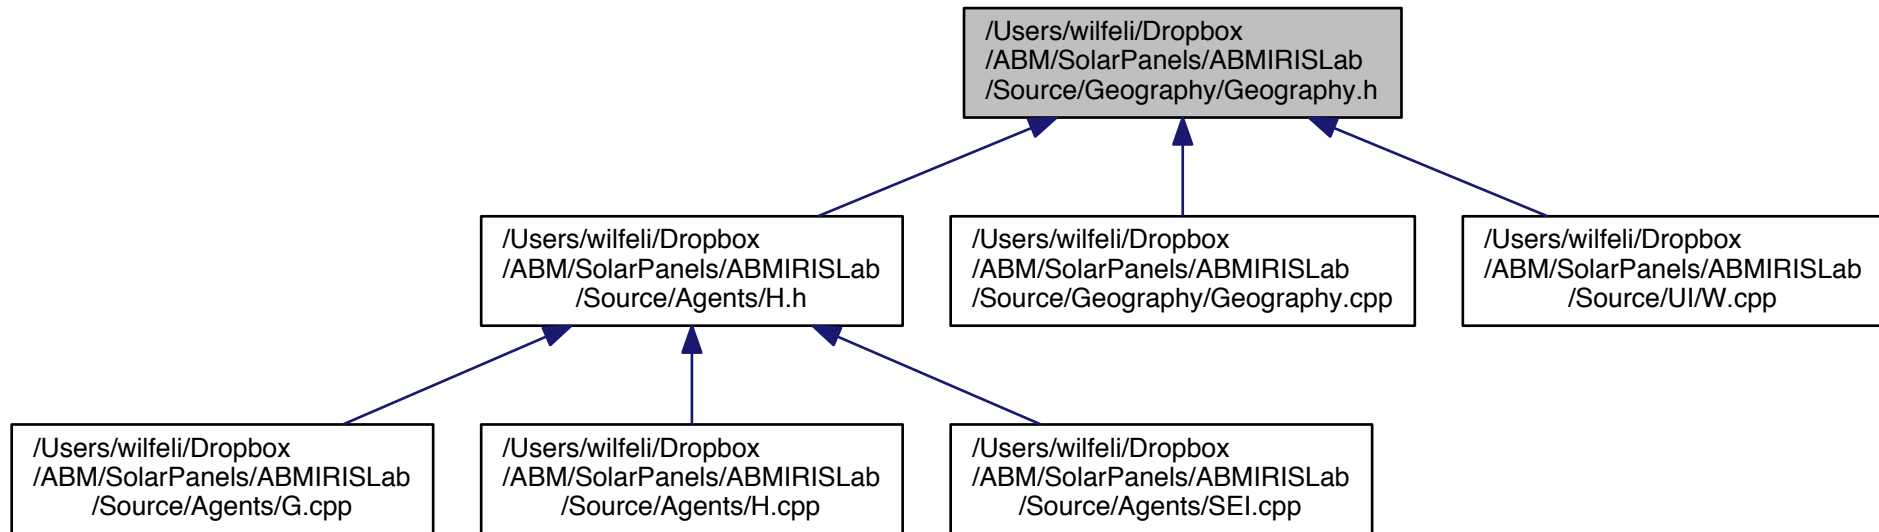 /Users/wilfeli/Dropbox
/ABM/SolarPanels/ABMIRISLab
/Source/Geography/Geography.h
/Users/wilfeli/Dropbox
/ABM/SolarPanels/ABMIRISLab
/Source/Agents/H.h
/Users/wilfeli/Dropbox
/ABM/SolarPanels/ABMIRISLab
/Source/Geography/Geography.cpp
/Users/wilfeli/Dropbox
/ABM/SolarPanels/ABMIRISLab
/Source/UI/W.cpp
/Users/wilfeli/Dropbox
/ABM/SolarPanels/ABMIRISLab
/Source/Agents/G.cpp
/Users/wilfeli/Dropbox
/ABM/SolarPanels/ABMIRISLab
/Source/Agents/H.cpp
/Users/wilfeli/Dropbox
/ABM/SolarPanels/ABMIRISLab
/Source/Agents/SEI.cpp